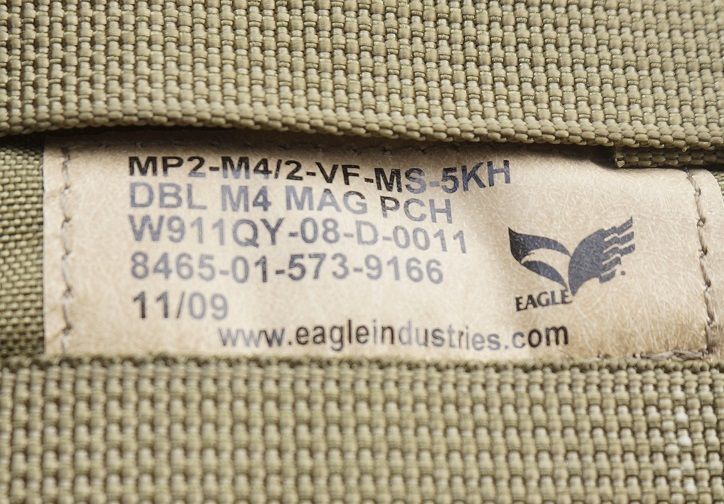 MP2-M4/2-VF-MS-5KH
DBL M4 MAG PCH
W911QY-08-D-0011
8465-01-573-9166
11/09
EAGLE
www.eagleindustries.com